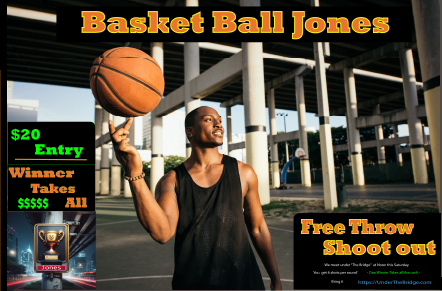 Basket Ball Jones
$20
Entry
Winner
Takes
$$$$$ All
Jones
Free Throw
Shoot out
We meet under "The Bridge" at Noon this Saturday
You get 6 shots per round
Bring it.
https://UnderTheBridge.com